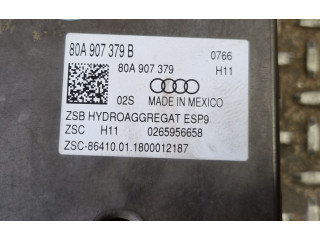 80A 907 379 B 0766
80A 907 379 H11
02S MADE IN MEXICO
ZSB HYDROAGGREGAT ESP9
ZSC H11 0265956658
ZSC-86410.01.1800012187